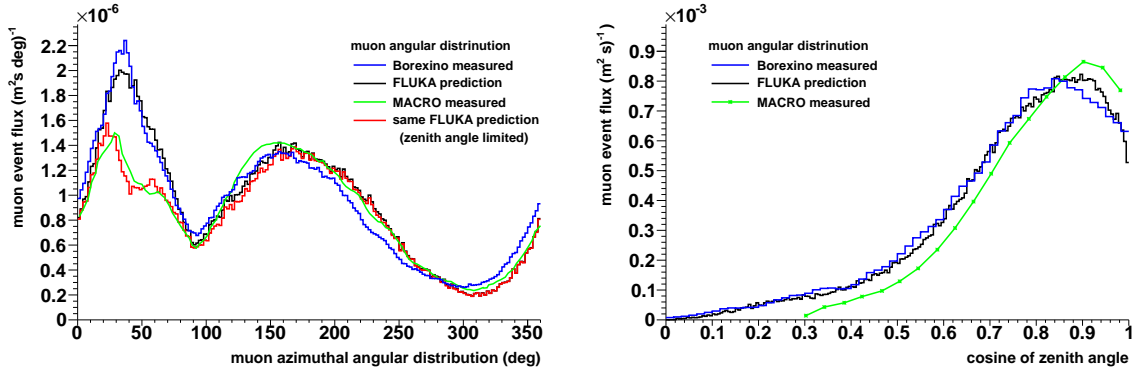 ×10⁻⁶
muon event flux (m²s deg)⁻¹
2.2
2
1.8
1.6
1.4
1.2
1
0.8
0.6
0.4
0.2
0
muon angular distrinution
Borexino measured
FLUKA prediction
MACRO measured
same FLUKA prediction
(zenith angle limited)
0 50 100 150 200 250 300 350
muon azimuthal angular distribution (deg)
×10⁻³
muon event flux (m² s)⁻¹
0.9
0.8
0.7
0.6
0.5
0.4
0.3
0.2
0.1
0
muon angular distrinution
Borexino measured
FLUKA prediction
MACRO measured
0 0.1 0.2 0.3 0.4 0.5 0.6 0.7 0.8 0.9 1
cosine of zenith angle